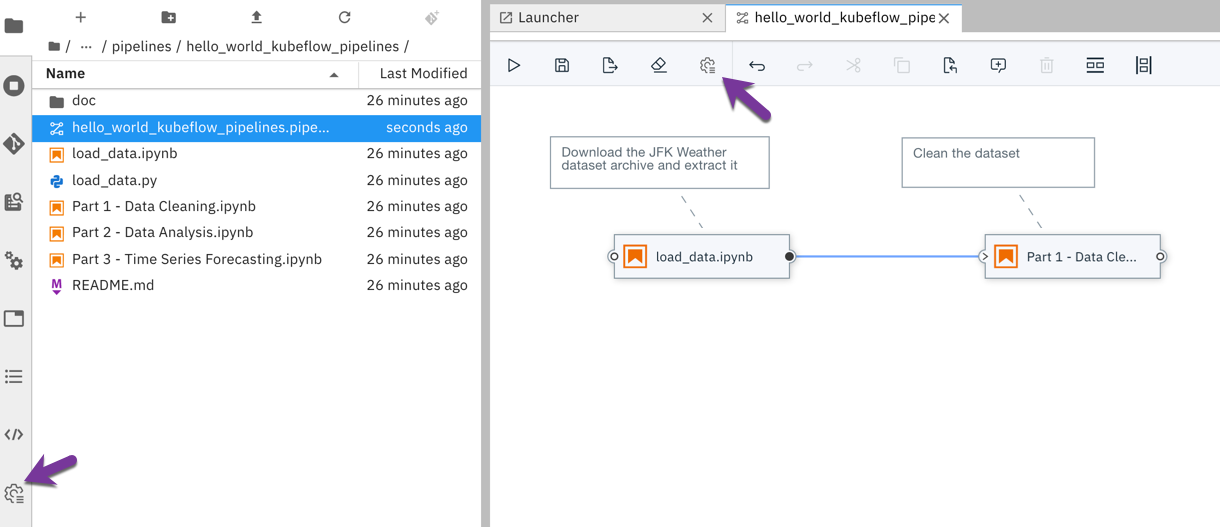 / ··· / pipelines / hello_world_kubeflow_pipelines /
Name Last Modified
doc 26 minutes ago
hello_world_kubeflow_pipelines.pipe... seconds ago
load_data.ipynb 26 minutes ago
load_data.py 26 minutes ago
Part 1 - Data Cleaning.ipynb 26 minutes ago
Part 2 - Data Analysis.ipynb 26 minutes ago
Part 3 - Time Series Forecasting.ipynb 26 minutes ago
M README.md 26 minutes ago
Launcher
hello_world_kubeflow_pipe
Download the JFK Weather
dataset archive and extract it
Clean the dataset
load_data.ipynb
Part 1 - Data Cle...